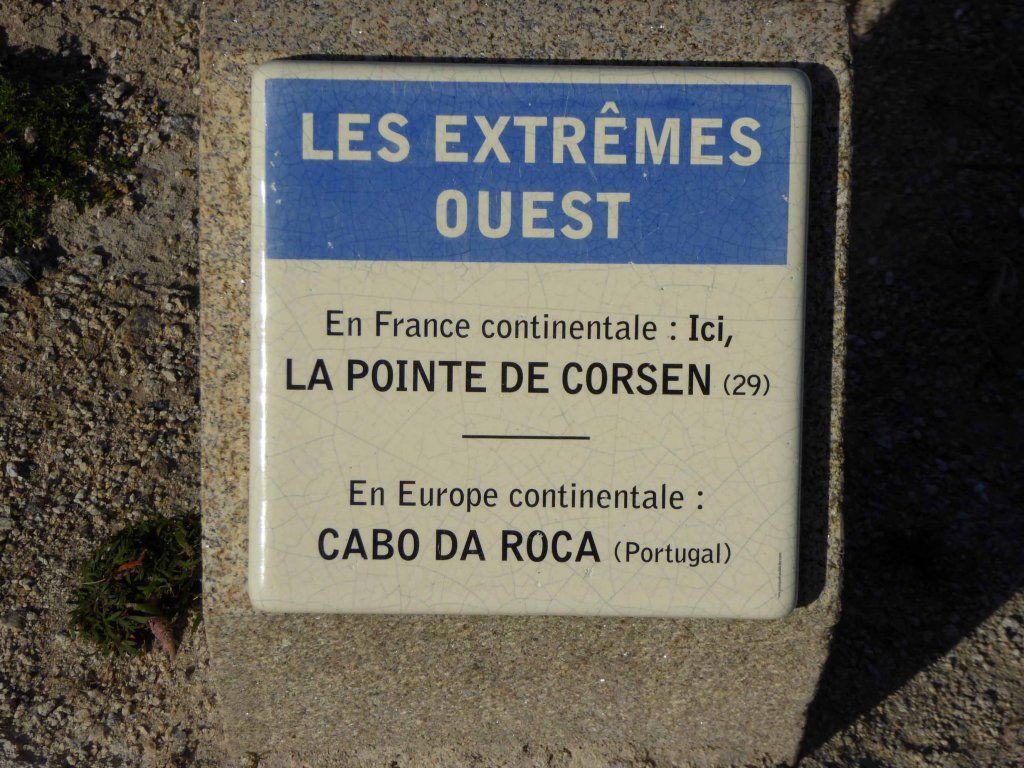 LES EXTRÊMES
OUEST
En France continentale : Ici,
LA POINTE DE CORSEN (29)
En Europe continentale :
CABO DA ROCA (Portugal)